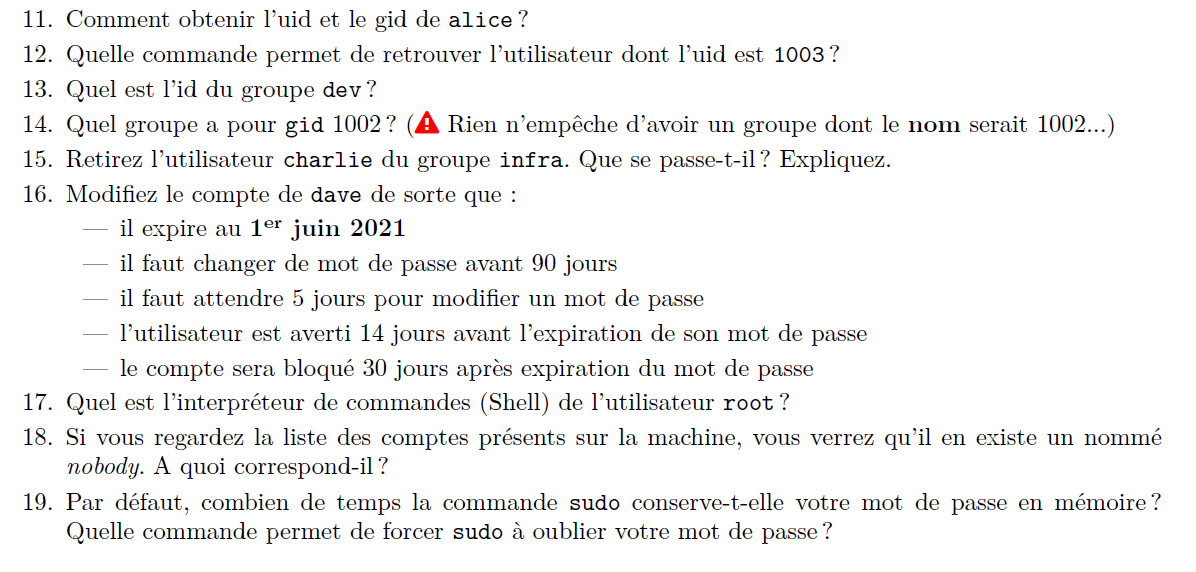 11. Comment obtenir l'uid et le gid de alice ?
12. Quelle commande permet de retrouver l'utilisateur dont l'uid est 1003 ?
13. Quel est l'id du groupe dev ?
14. Quel groupe a pour gid 1002 ? (⚠ Rien n'empêche d'avoir un groupe dont le nom serait 1002...)
15. Retirez l'utilisateur charlie du groupe infra. Que se passe-t-il ? Expliquez.
16. Modifiez le compte de dave de sorte que :
— il expire au 1er juin 2021
— il faut changer de mot de passe avant 90 jours
— il faut attendre 5 jours pour modifier un mot de passe
— l'utilisateur est averti 14 jours avant l'expiration de son mot de passe
— le compte sera bloqué 30 jours après expiration du mot de passe
17. Quel est l'interpréteur de commandes (Shell) de l'utilisateur root ?
18. Si vous regardez la liste des comptes présents sur la machine, vous verrez qu'il en existe un nommé
nobody. A quoi correspond-il ?
19. Par défaut, combien de temps la commande sudo conserve-t-elle votre mot de passe en mémoire ?
Quelle commande permet de forcer sudo à oublier votre mot de passe ?